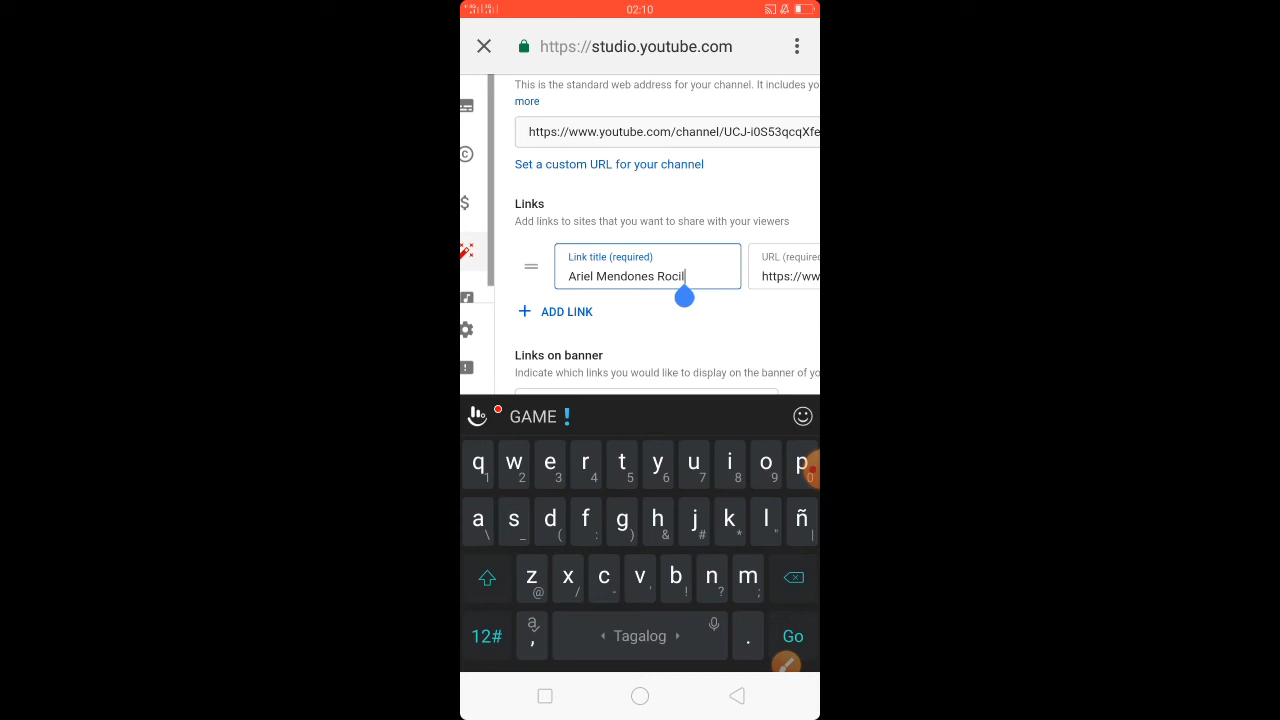 02:10
https://studio.youtube.com
This is the standard web address for your channel. It includes yo
more
https://www.youtube.com/channel/UCJ-i0S53qcqXfe
Set a custom URL for your channel
Links
Add links to sites that you want to share with your viewers
Link title (required)
URL (require
Ariel Mendones Rocil
https://ww
+ ADD LINK
Links on banner
Indicate which links you would like to display on the banner of yo
GAME❗
q w e r t y u i o p
1 2 3 4 5 6 7 8 9 0
a s d f g h j k l ñ
\ _ ( : ) & # * " |
z x c v b n m
@ / - ' ! ? ;
12# , Tagalog . Go